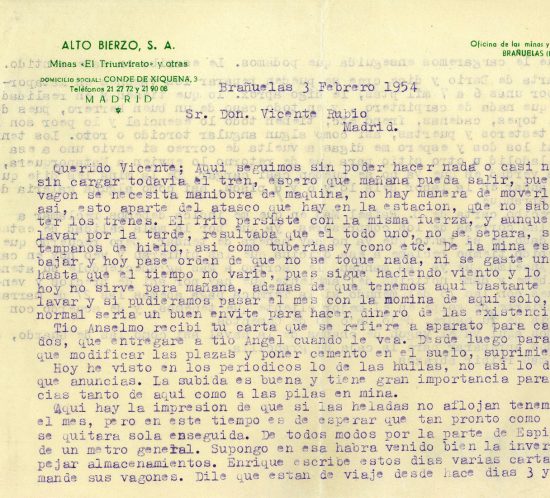 ALTO BIERZO, S. A.
Minas «El Triunvirato» y otras
DOMICILIO SOCIAL: CONDE DE XIQUENA, 3
Teléfonos 21 27 72 y 21 90 08
MADRID
Oficina de las minas y
BRAÑUELAS
Brañuelas 3 Febrero 1954
Sr. Don. Vicente Rubio
Madrid.
Querido Vicente; Aqui seguimos sin poder hacer nada o casi n
sin cargar todavia el tren, espero que mañana pueda salir, pue
vagon se necesita maniobra de maquina, no hay manera de moverl
asi, esto aparte del atasco que hay en la estacion, que no sab
ter los trenes. El frio persiste con la misma fuerza, y aunque
lavar por la tarde, resultaba que el todo uno, no se separa, s
tempanos de hielo, asi como tuberias y cono etc. De la mina es
bajar y hoy pase orden de que no se toque nada, ni se gaste un
hasta que el tiempo no varie, pues sigue haciendo viento y lo
hoy no sirve para mañana, ademas de que tenemos aqui bastante
lavar y si pudieramos pasar el mes con la nomina de aqui solo,
normal seria un buen envite para hacer dinero de las existenci
Tio Anselmo recibi tu carta que se refiere a aparato para ca
dos, que entregare a tio Angel cuando le vea. Desde luego para
que modificar las plazas y poner cemento en el suelo, suprimie
Hoy he visto en los periodicos lo de las hullas, no asi lo d
que anuncias. La subida es buena y tiene gran importancia para
cias tanto de aqui como a las pilas en mina.
Aqui hay la impresion de que si las heladas no aflojan tenem
el mes, pero en este tiempo es de esperar que tan pronto como
se quitara sola enseguida. De todos modos por la parte de Espi
de un metro general. Supongo en esa habra venido bien la inver
pejar almacenamientos. Enrique escribe estos dias varias carta
mande sus vagones. Dile que estan de viaje desde hace dias 3 y